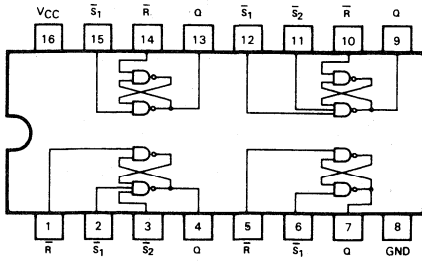 VCC S̅1 R̅ Q S̅1 S̅2 R̅ Q
16 15 14 13 12 11 10 9
1 2 3 4 5 6 7 8
R̅ S̅1 S̅2 Q R̅ S̅1 Q GND